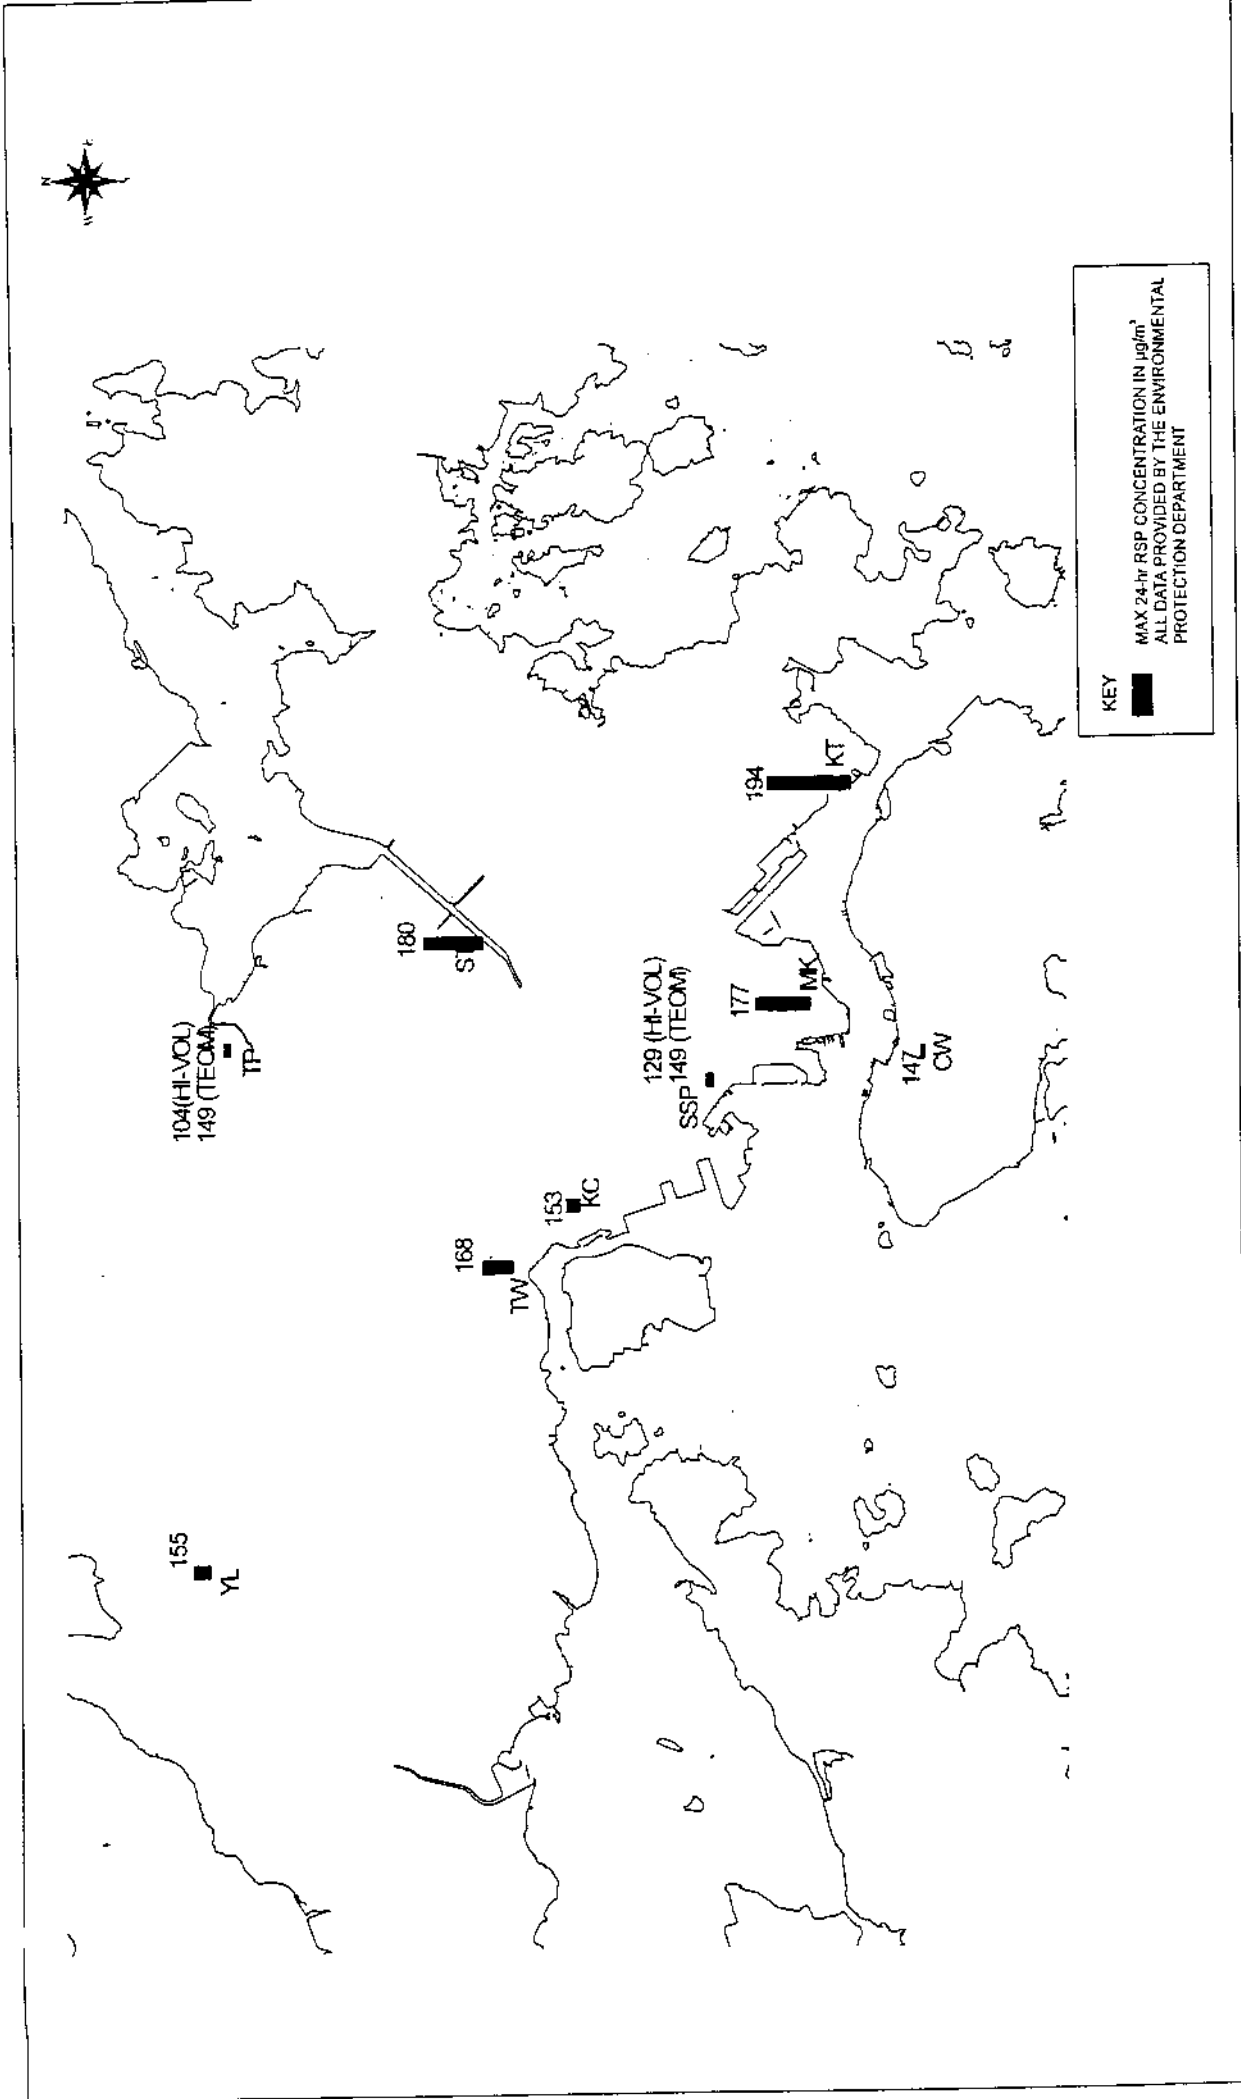 N
W
E
104(HI-VOL)
149 (TEOM)
TP
155
YL
180
ST
168
TW
153
KC
129 (HI-VOL)
149 (TEOM)
SSP
177
MK
194
KT
147
CW
KEY
MAX 24-hr RSP CONCENTRATION IN µg/m³
ALL DATA PROVIDED BY THE ENVIRONMENTAL
PROTECTION DEPARTMENT